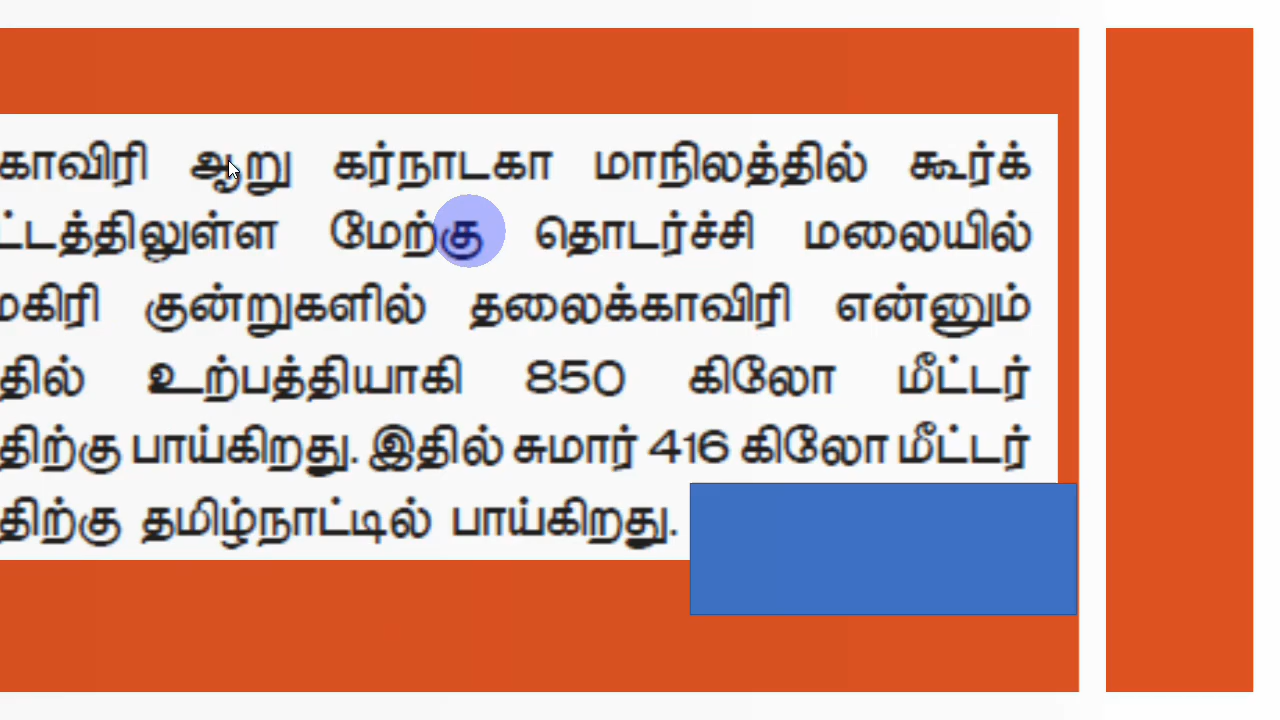 காவிரி ஆறு கர்நாடகா மாநிலத்தில் கூர்க்
ட்டத்திலுள்ள மேற்கு தொடர்ச்சி மலையில்
மகிரி குன்றுகளில் தலைக்காவிரி என்னும்
தில் உற்பத்தியாகி 850 கிலோ மீட்டர்
திற்கு பாய்கிறது. இதில் சுமார் 416 கிலோ மீட்டர்
திற்கு தமிழ்நாட்டில் பாய்கிறது.